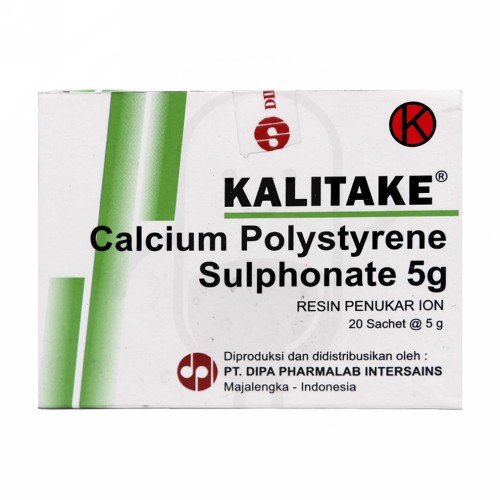 K
KALITAKE®
Calcium Polystyrene
Sulphonate 5g
RESIN PENUKAR ION
20 Sachet @ 5 g
Diproduksi dan didistribusikan oleh :
PT. DIPA PHARMALAB INTERSAINS
Majalengka - Indonesia
dpi